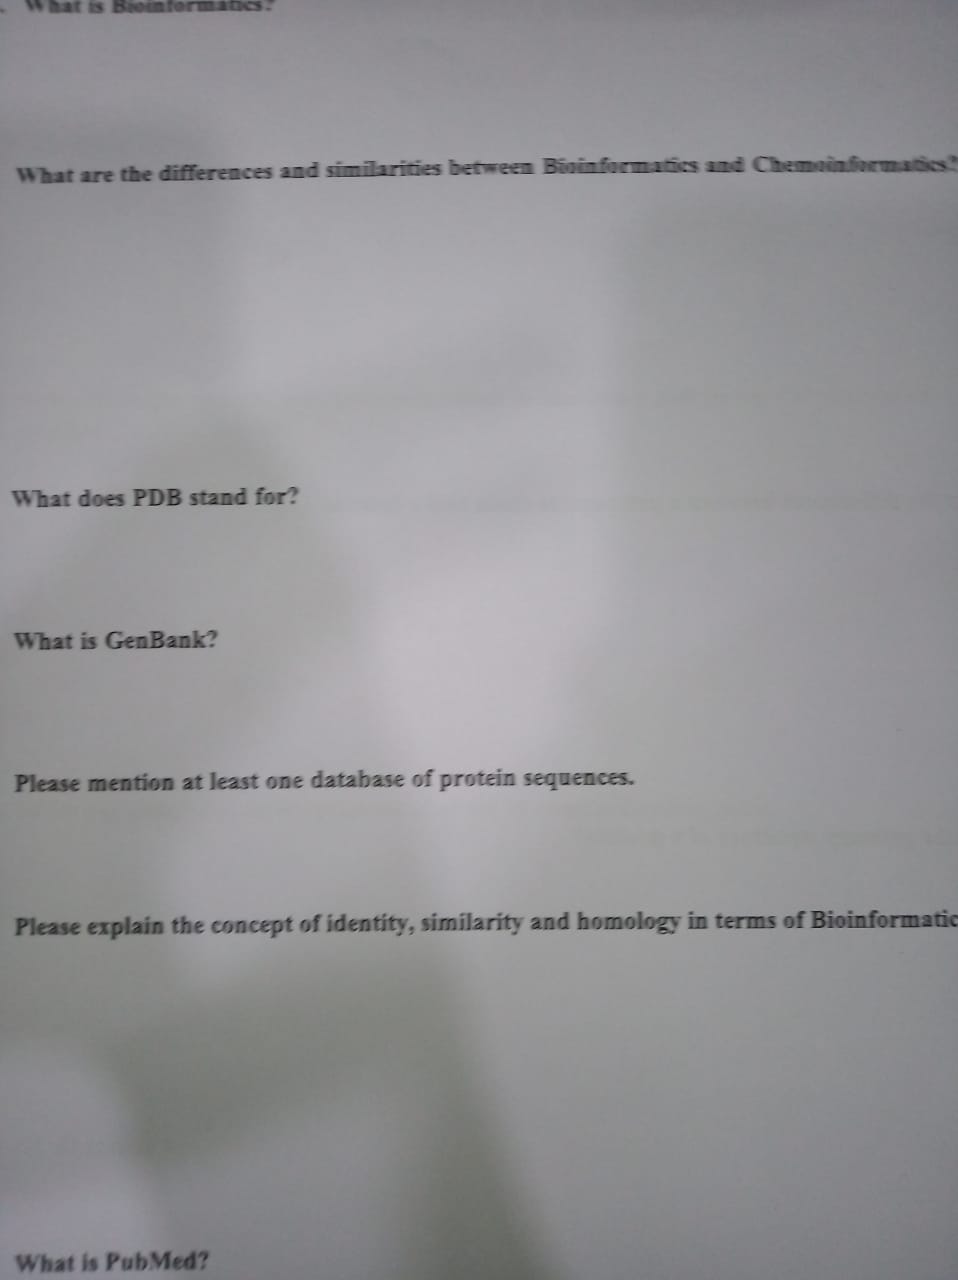 What is Bioinformatics?
What are the differences and similarities between Bioinformatics and Chemoinformatics?
What does PDB stand for?
What is GenBank?
Please mention at least one database of protein sequences.
Please explain the concept of identity, similarity and homology in terms of Bioinformatic
What is PubMed?